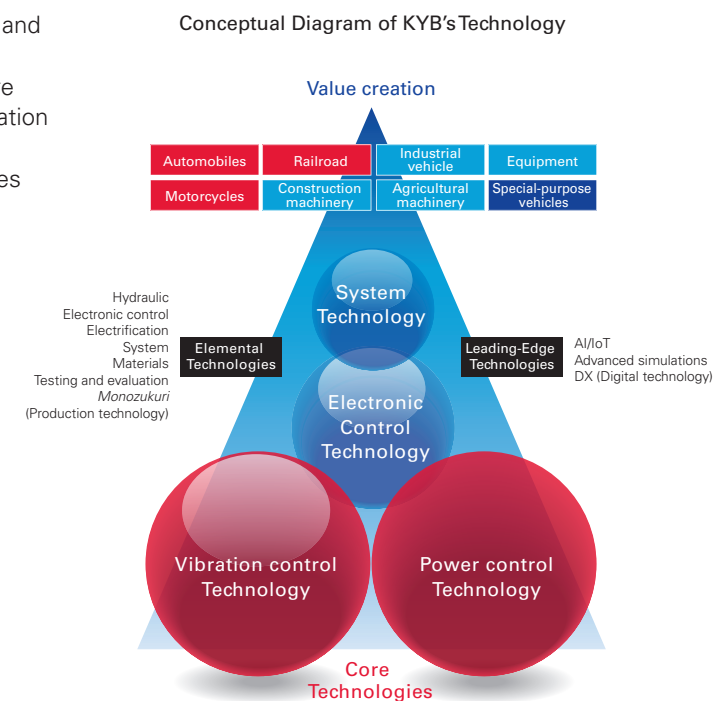 and
Conceptual Diagram of KYB's Technology
Value creation
Automobiles
Railroad
Industrial
vehicle
Equipment
Motorcycles
Construction
machinery
Agricultural
machinery
Special-purpose
vehicles
System
Technology
Hydraulic
Electronic control
Electrification
System
Materials
Testing and evaluation
Monozukuri
(Production technology)
Elemental
Technologies
Leading-Edge
Technologies
AI/IoT
Advanced simulations
DX (Digital technology)
Electronic
Control
Technology
Vibration control
Technology
Power control
Technology
Core
Technologies